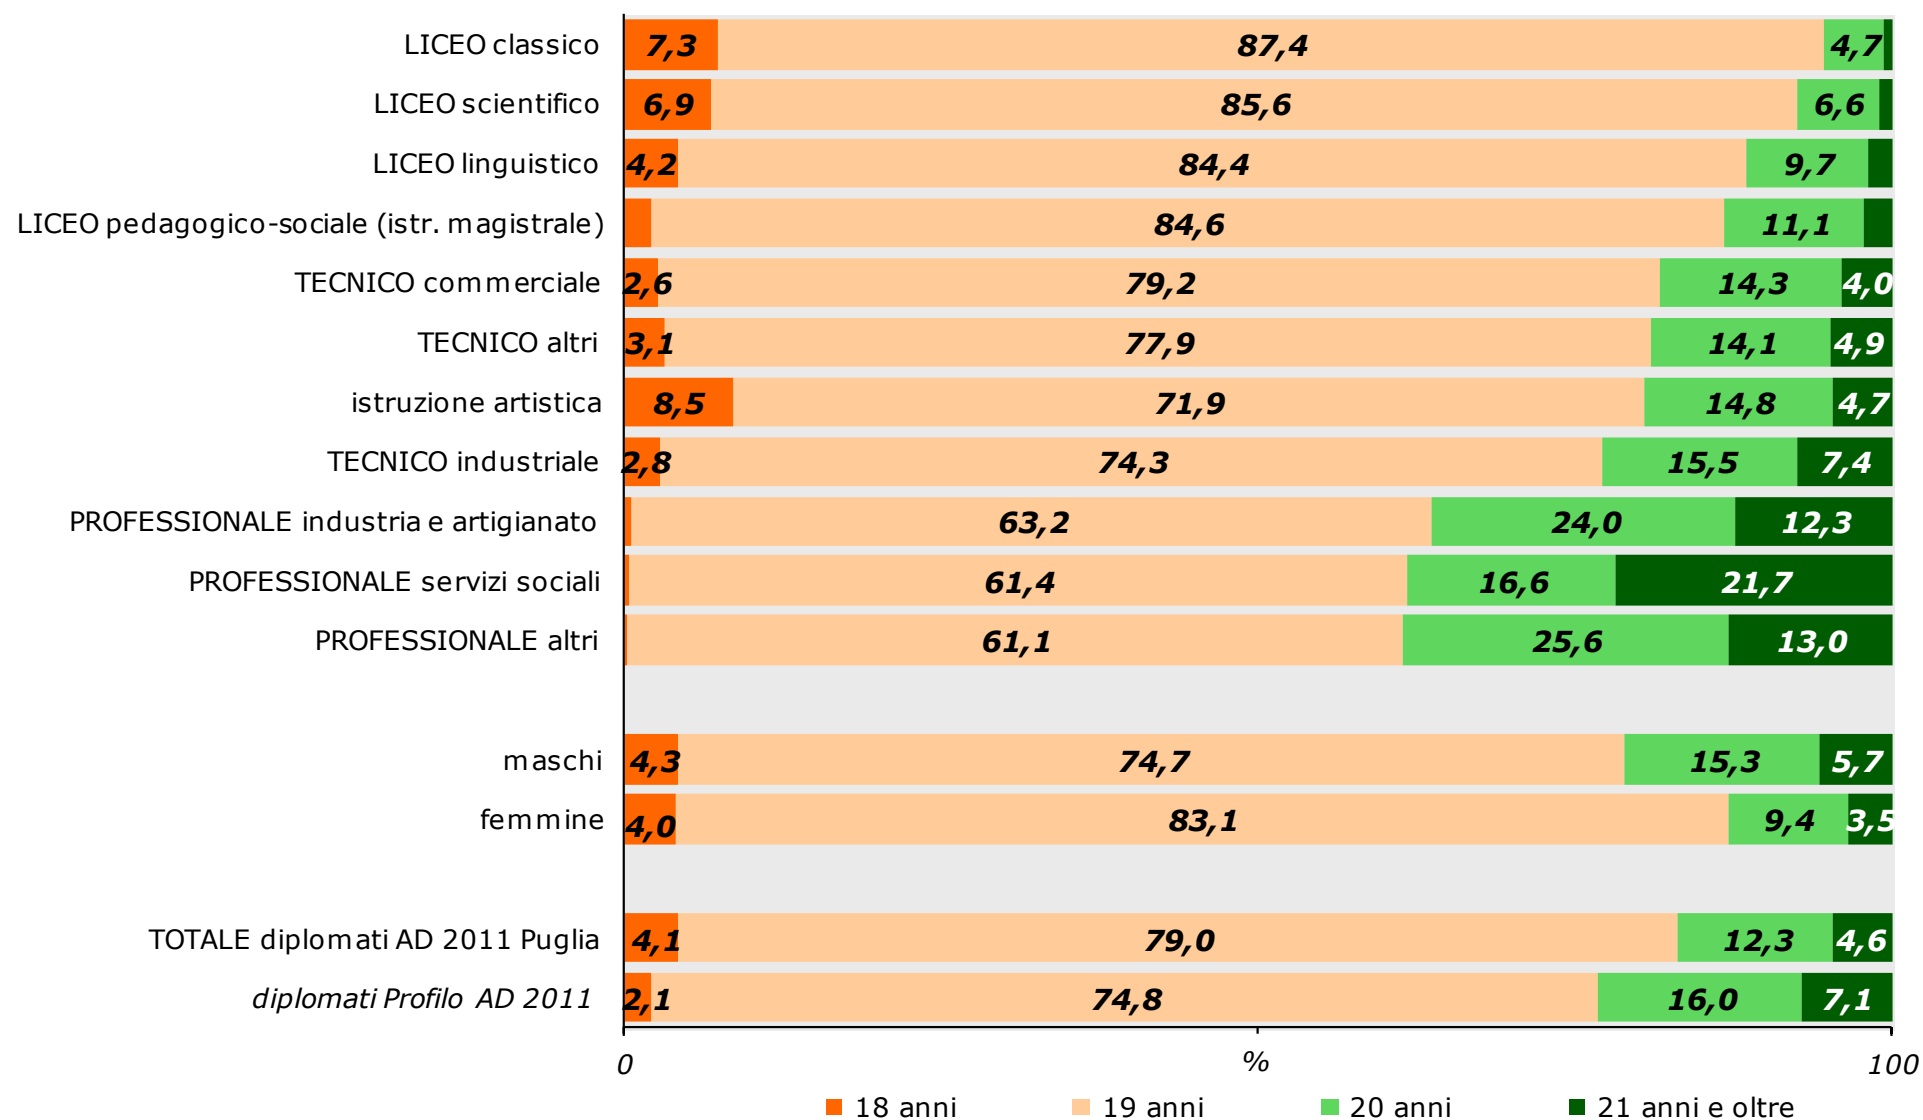 LICEO classico 7,3 87,4 4,7
LICEO scientifico 6,9 85,6 6,6
LICEO linguistico 4,2 84,4 9,7
LICEO pedagogico-sociale (istr. magistrale) 84,6 11,1
TECNICO commerciale 2,6 79,2 14,3 4,0
TECNICO altri 3,1 77,9 14,1 4,9
istruzione artistica 8,5 71,9 14,8 4,7
TECNICO industriale 2,8 74,3 15,5 7,4
PROFESSIONALE industria e artigianato 63,2 24,0 12,3
PROFESSIONALE servizi sociali 61,4 16,6 21,7
PROFESSIONALE altri 61,1 25,6 13,0
maschi 4,3 74,7 15,3 5,7
femmine 4,0 83,1 9,4 3,5
TOTALE diplomati AD 2011 Puglia 4,1 79,0 12,3 4,6
diplomati Profilo AD 2011 2,1 74,8 16,0 7,1
0 % 100
18 anni 19 anni 20 anni 21 anni e oltre